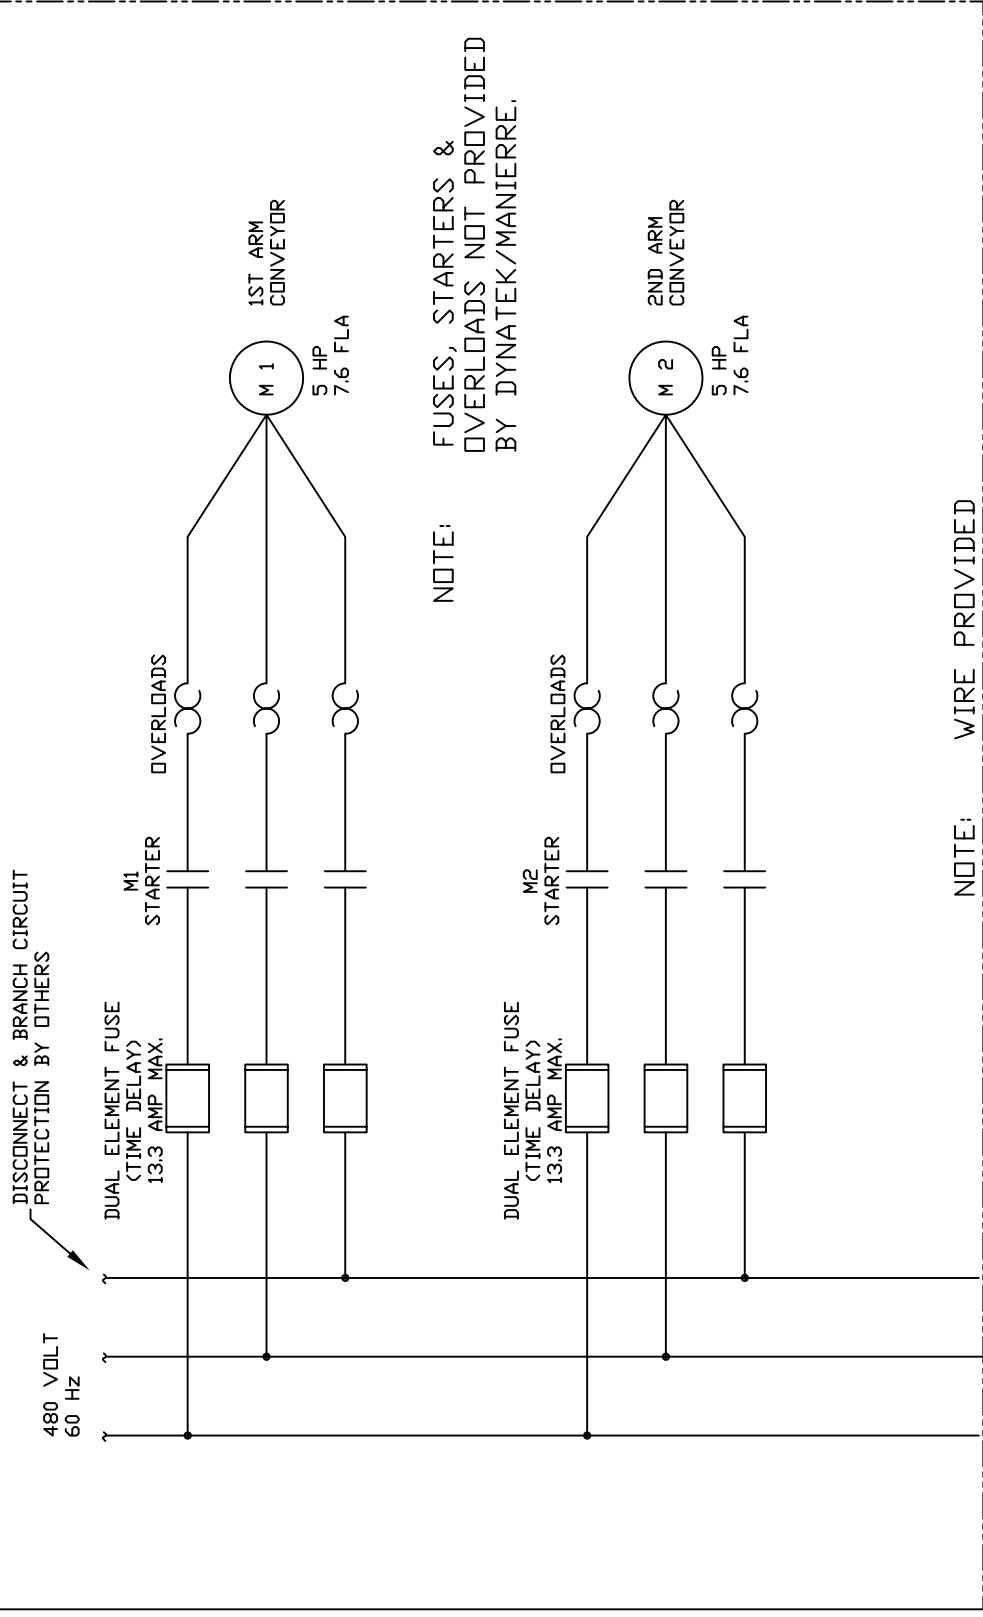 480 VOLT
60 Hz
DISCONNECT & BRANCH CIRCUIT
PROTECTION BY OTHERS
DUAL ELEMENT FUSE
(TIME DELAY)
13.3 AMP MAX.
M1
STARTER
OVERLOADS
M 1
5 HP
7.6 FLA
1ST ARM
CONVEYOR
NOTE:
FUSES, STARTERS &
OVERLOADS NOT PROVIDED
BY DYNATEK/MANIERRE.
DUAL ELEMENT FUSE
(TIME DELAY)
13.3 AMP MAX.
M2
STARTER
OVERLOADS
M 2
5 HP
7.6 FLA
2ND ARM
CONVEYOR
NOTE: WIRE PROVIDED